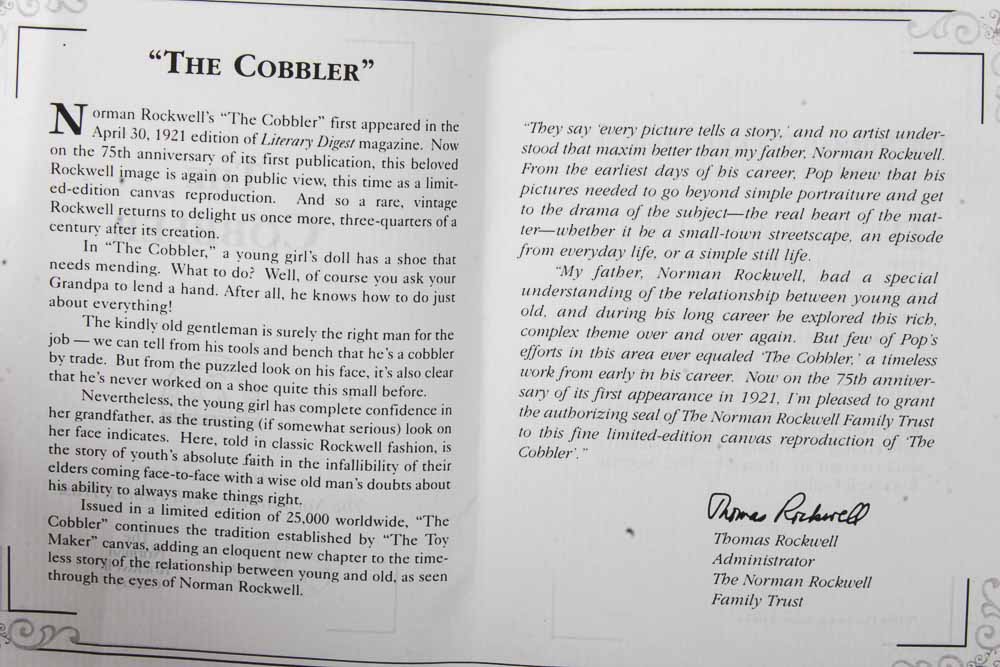 “THE COBBLER”
Norman Rockwell's “The Cobbler” first appeared in the
April 30, 1921 edition of Literary Digest magazine. Now
on the 75th anniversary of its first publication, this beloved
Rockwell image is again on public view, this time as a limit-
ed-edition canvas reproduction. And so a rare, vintage
Rockwell returns to delight us once more, three-quarters of a
century after its creation.
In “The Cobbler,” a young girl's doll has a shoe that
needs mending. What to do? Well, of course you ask your
Grandpa to lend a hand. After all, he knows how to do just
about everything!
The kindly old gentleman is surely the right man for the
job — we can tell from his tools and bench that he's a cobbler
by trade. But from the puzzled look on his face, it's also clear
that he's never worked on a shoe quite this small before.
Nevertheless, the young girl has complete confidence in
her grandfather, as the trusting (if somewhat serious) look on
her face indicates. Here, told in classic Rockwell fashion, is
the story of youth's absolute faith in the infallibility of their
elders coming face-to-face with a wise old man's doubts about
his ability to always make things right.
Issued in a limited edition of 25,000 worldwide, “The
Cobbler” continues the tradition established by “The Toy
Maker” canvas, adding an eloquent new chapter to the time-
less story of the relationship between young and old, as seen
through the eyes of Norman Rockwell.
“They say ‘every picture tells a story,’ and no artist under-
stood that maxim better than my father, Norman Rockwell.
From the earliest days of his career, Pop knew that his
pictures needed to go beyond simple portraiture and get
to the drama of the subject—the real heart of the mat-
ter—whether it be a small-town streetscape, an episode
from everyday life, or a simple still life.
“My father, Norman Rockwell, had a special
understanding of the relationship between young and
old, and during his long career he explored this rich,
complex theme over and over again. But few of Pop's
efforts in this area ever equaled ‘The Cobbler,’ a timeless
work from early in his career. Now on the 75th anniver-
sary of its first appearance in 1921, I'm pleased to grant
the authorizing seal of The Norman Rockwell Family Trust
to this fine limited-edition canvas reproduction of ‘The
Cobbler’.”
Thomas Rockwell
Thomas Rockwell
Administrator
The Norman Rockwell
Family Trust